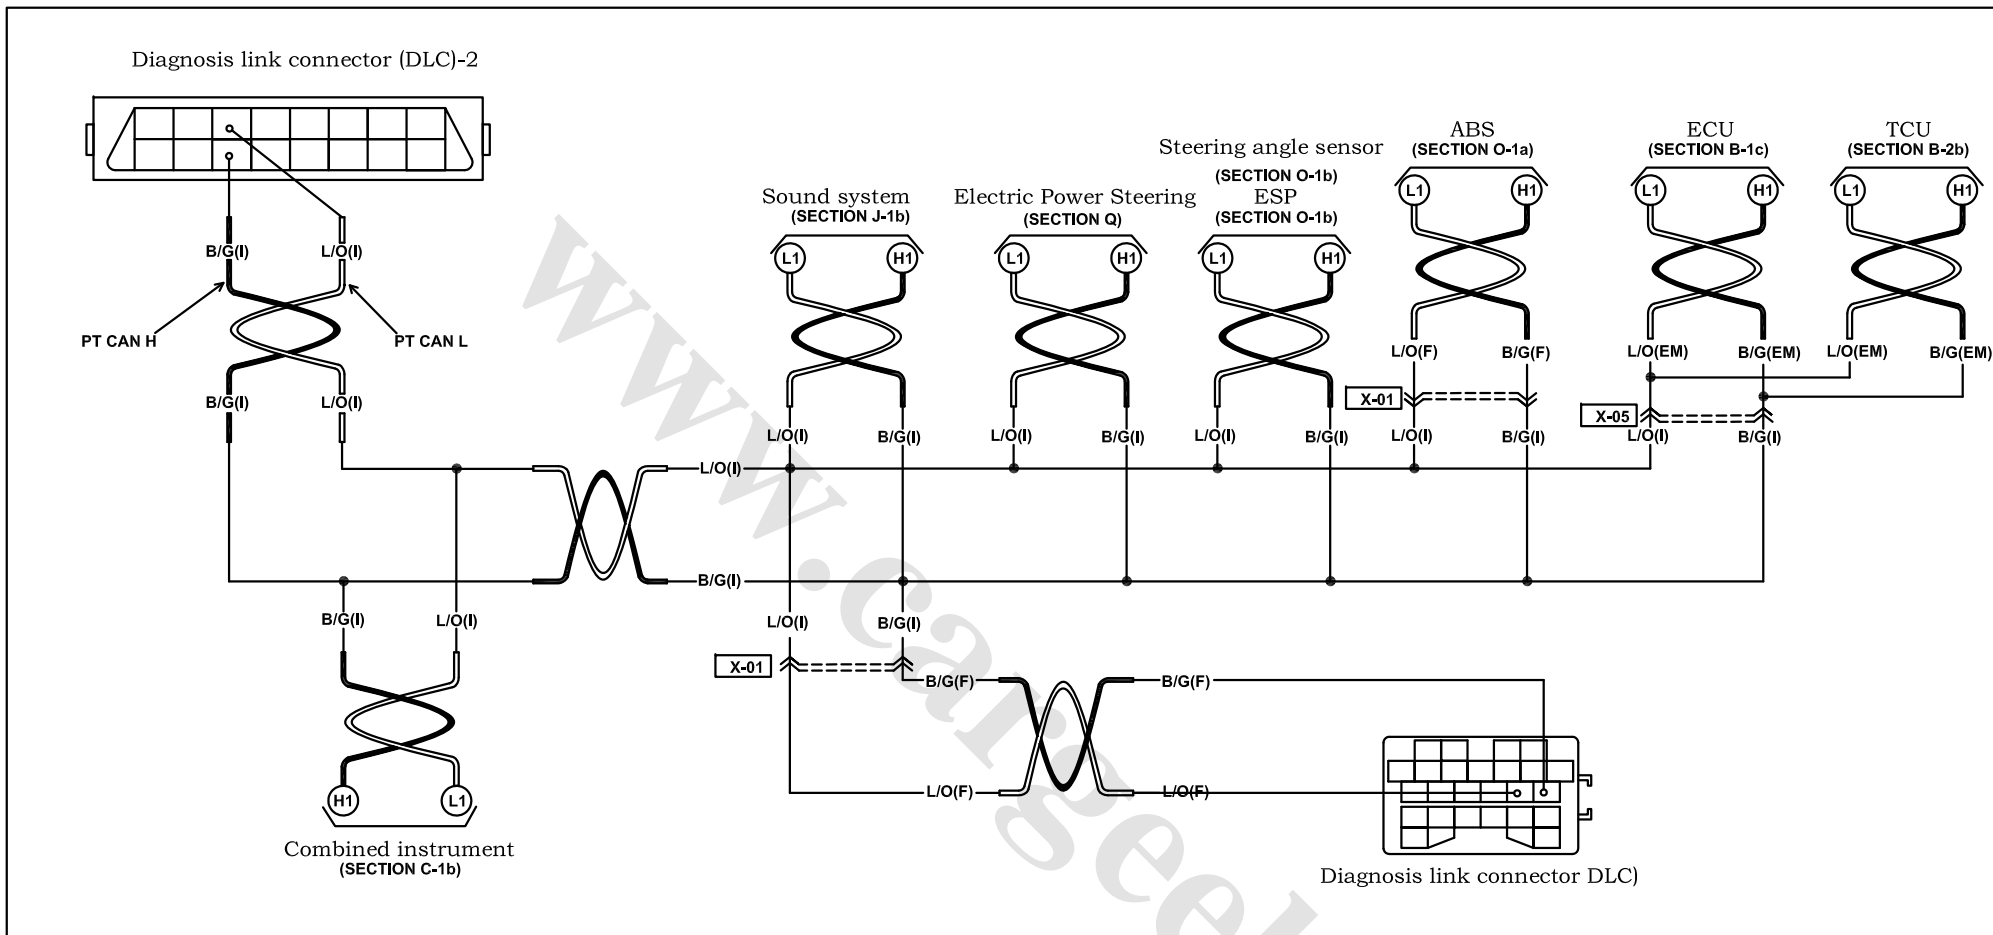 Diagnosis link connector (DLC)-2
ABS
(SECTION O-1a)
ECU
(SECTION B-1c)
TCU
(SECTION B-2b)
Steering angle sensor
(SECTION O-1b)
ESP
(SECTION O-1b)
Sound system
(SECTION J-1b)
Electric Power Steering
(SECTION Q)
L1 H1 L1 H1 L1 H1
L1 H1 L1 H1 L1 H1
B/G(I) L/O(I)
PT CAN H PT CAN L
L/O(F) B/G(F) L/O(EM) B/G(EM) L/O(EM) B/G(EM)
B/G(I) L/O(I)
X-01
X-05
L/O(I) B/G(I) L/O(I) B/G(I) L/O(I) B/G(I) L/O(I) B/G(I) L/O(I) B/G(I)
L/O(I)
B/G(I)
B/G(I) L/O(I) L/O(I) B/G(I)
X-01
B/G(F) B/G(F)
L/O(F) L/O(F)
H1 L1
Combined instrument
(SECTION C-1b)
Diagnosis link connector DLC)
www.cargeek